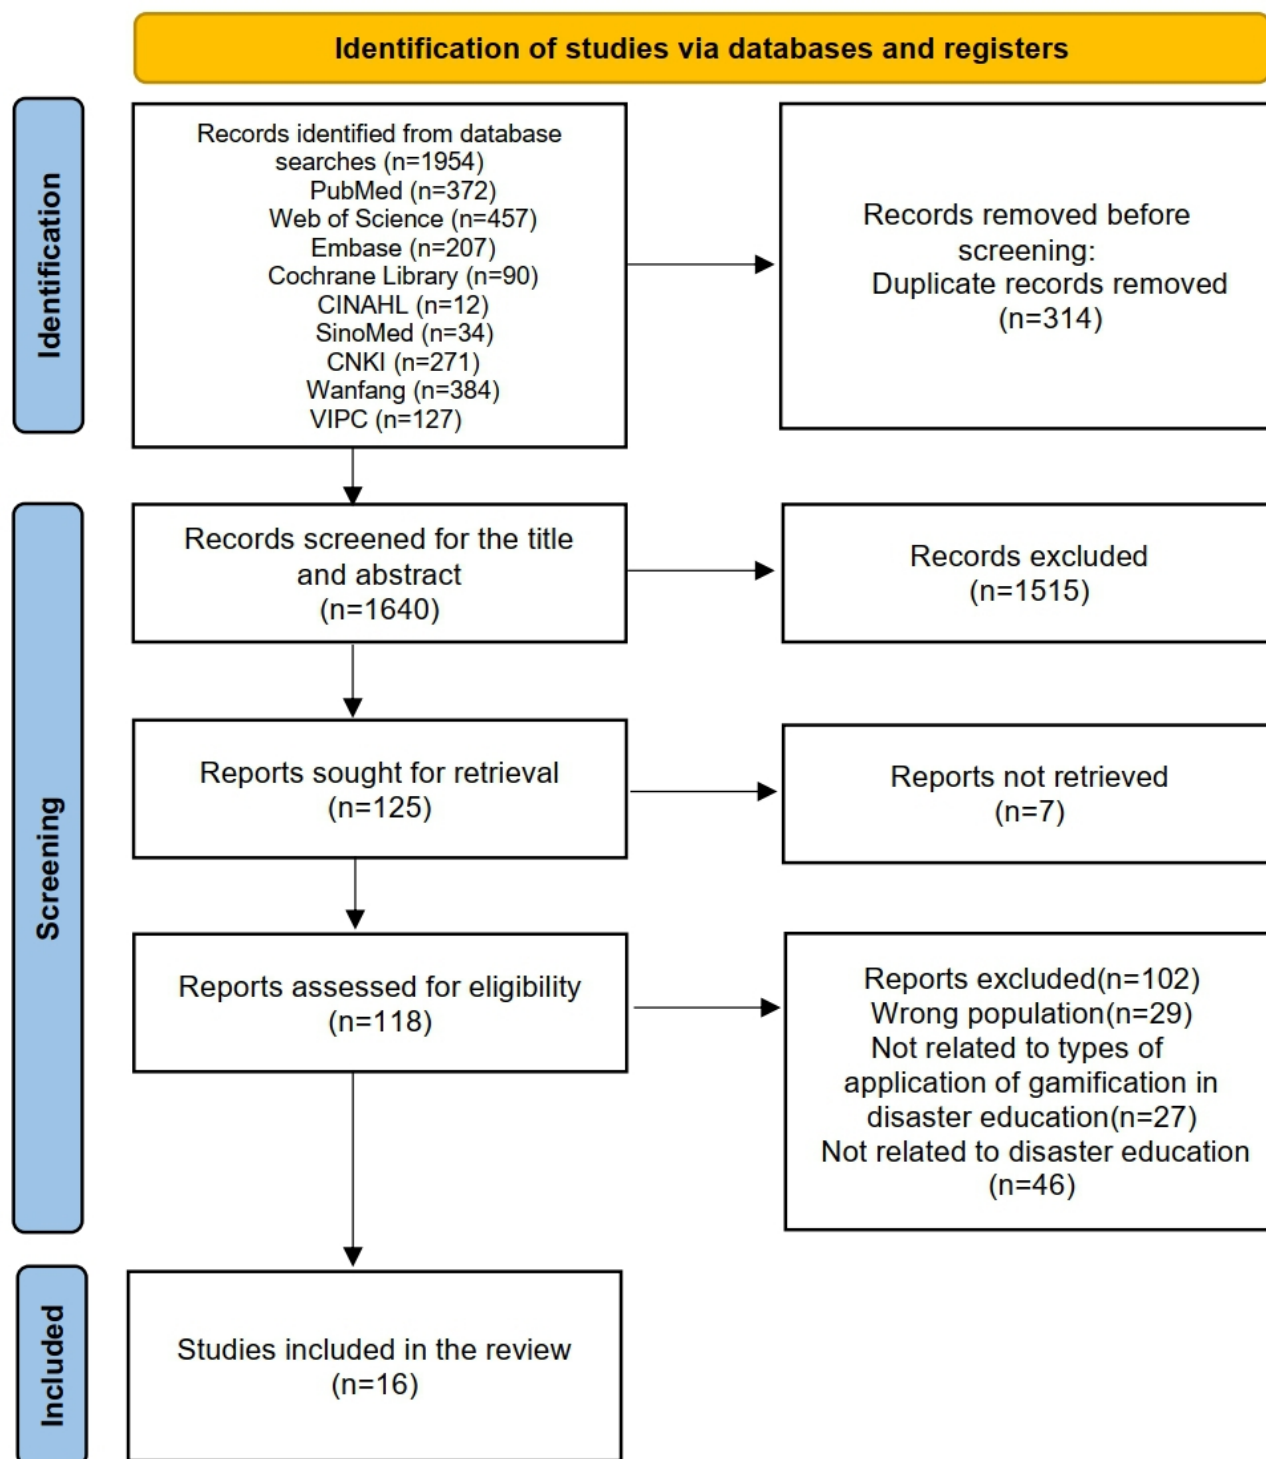 Identification of studies via databases and registers
Identification
Records identified from database
searches (n=1954)
PubMed (n=372)
Web of Science (n=457)
Embase (n=207)
Cochrane Library (n=90)
CINAHL (n=12)
SinoMed (n=34)
CNKI (n=271)
Wanfang (n=384)
VIPC (n=127)
Records removed before
screening:
Duplicate records removed
(n=314)
Screening
Records screened for the title
and abstract
(n=1640)
Records excluded
(n=1515)
Reports sought for retrieval
(n=125)
Reports not retrieved
(n=7)
Reports assessed for eligibility
(n=118)
Reports excluded(n=102)
Wrong population(n=29)
Not related to types of
application of gamification in
disaster education(n=27)
Not related to disaster education
(n=46)
Included
Studies included in the review
(n=16)